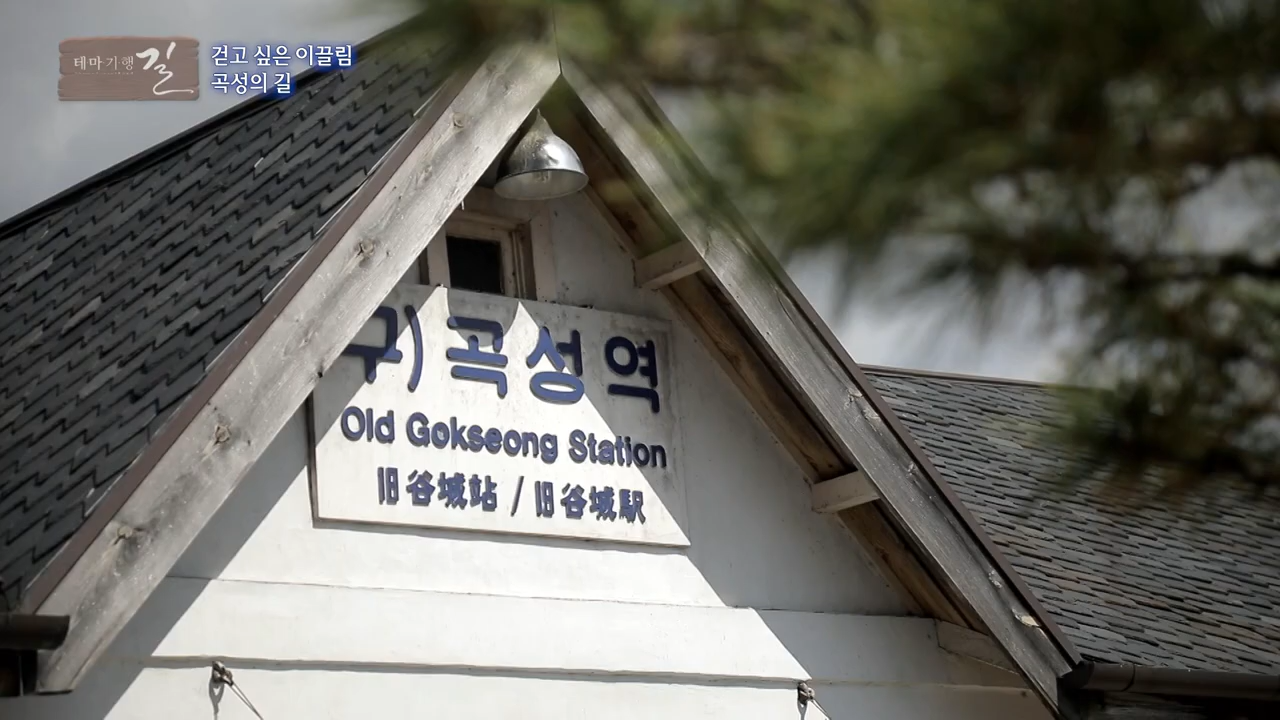 테마기행 길
걷고 싶은 이끌림
곡성의 길
구) 곡성역
Old Gokseong Station
旧谷城站 / 旧谷城駅